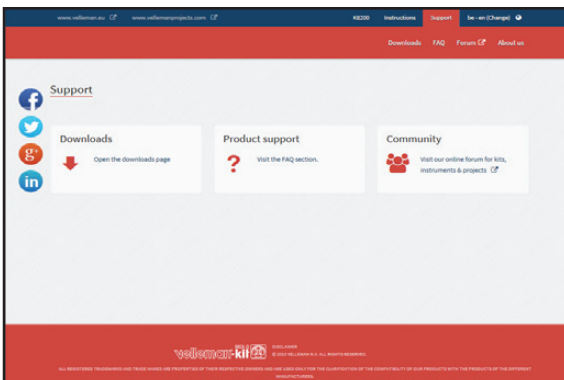 www.velleman.eu www.vellemanprojects.com K8200 Instructions Support be - en (Change)
Downloads FAQ Forum About us
Support
Downloads
Open the downloads page
Product support
?
Visit the FAQ section.
Community
Visit our online forum for kits,
instruments & projects
f
g+
in
velleman-kit
DISCLAIMER
VELLEMAN N.V. ALL RIGHTS RESERVED.
ALL REGISTERED TRADEMARKS AND TRADE NAMES ARE PROPERTIES OF THEIR RESPECTIVE OWNERS AND ARE USED ONLY FOR THE CLARIFICATION OF THE COMPATIBILITY OF OUR PRODUCTS WITH THE PRODUCTS OF THE DIFFERENT
MANUFACTURERS.